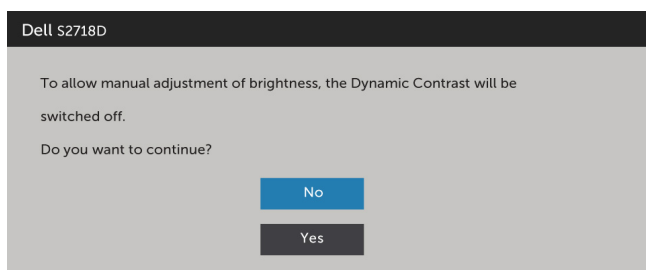 Dell S2718D
To allow manual adjustment of brightness, the Dynamic Contrast will be
switched off.
Do you want to continue?
No
Yes